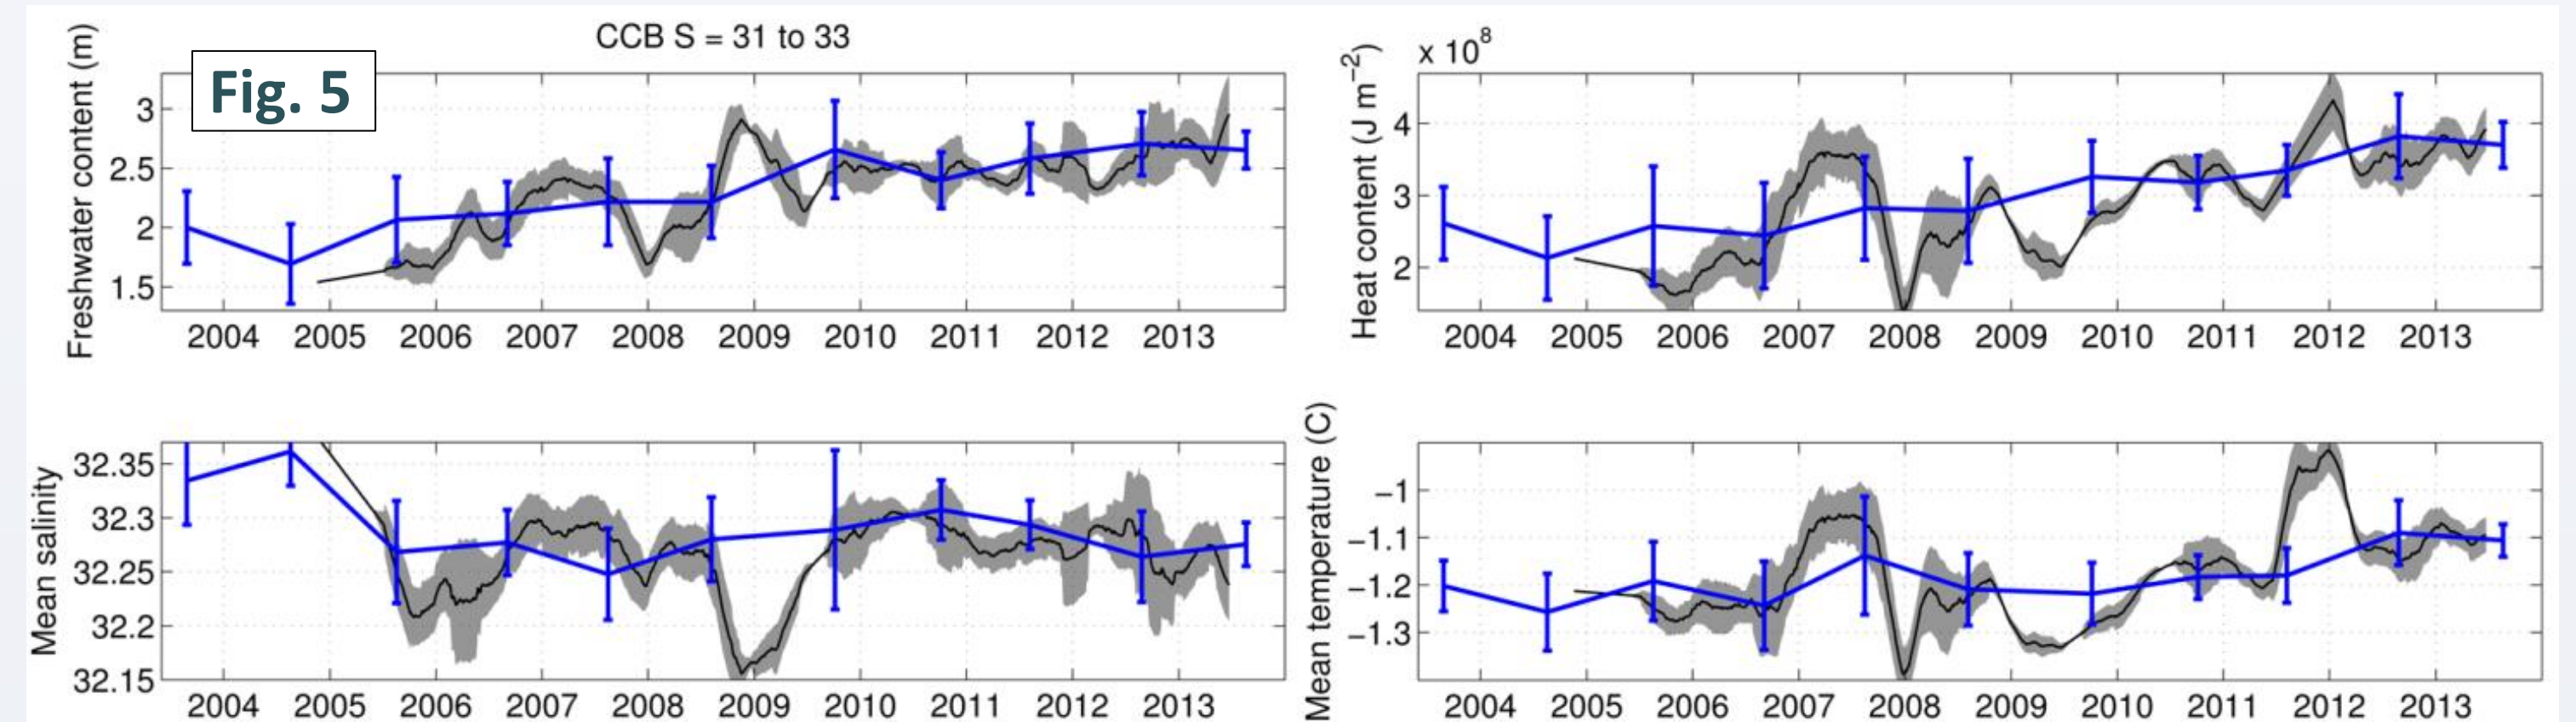 CCB S = 31 to 33
Fig. 5
Freshwater content (m)
3
2.5
2
1.5
2004 2005 2006 2007 2008 2009 2010 2011 2012 2013
x 10⁸
Heat content (J m⁻²)
4
3
2
2004 2005 2006 2007 2008 2009 2010 2011 2012 2013
Mean salinity
32.35
32.3
32.25
32.2
32.15
2004 2005 2006 2007 2008 2009 2010 2011 2012 2013
Mean temperature (C)
−1
−1.1
−1.2
−1.3
2004 2005 2006 2007 2008 2009 2010 2011 2012 2013